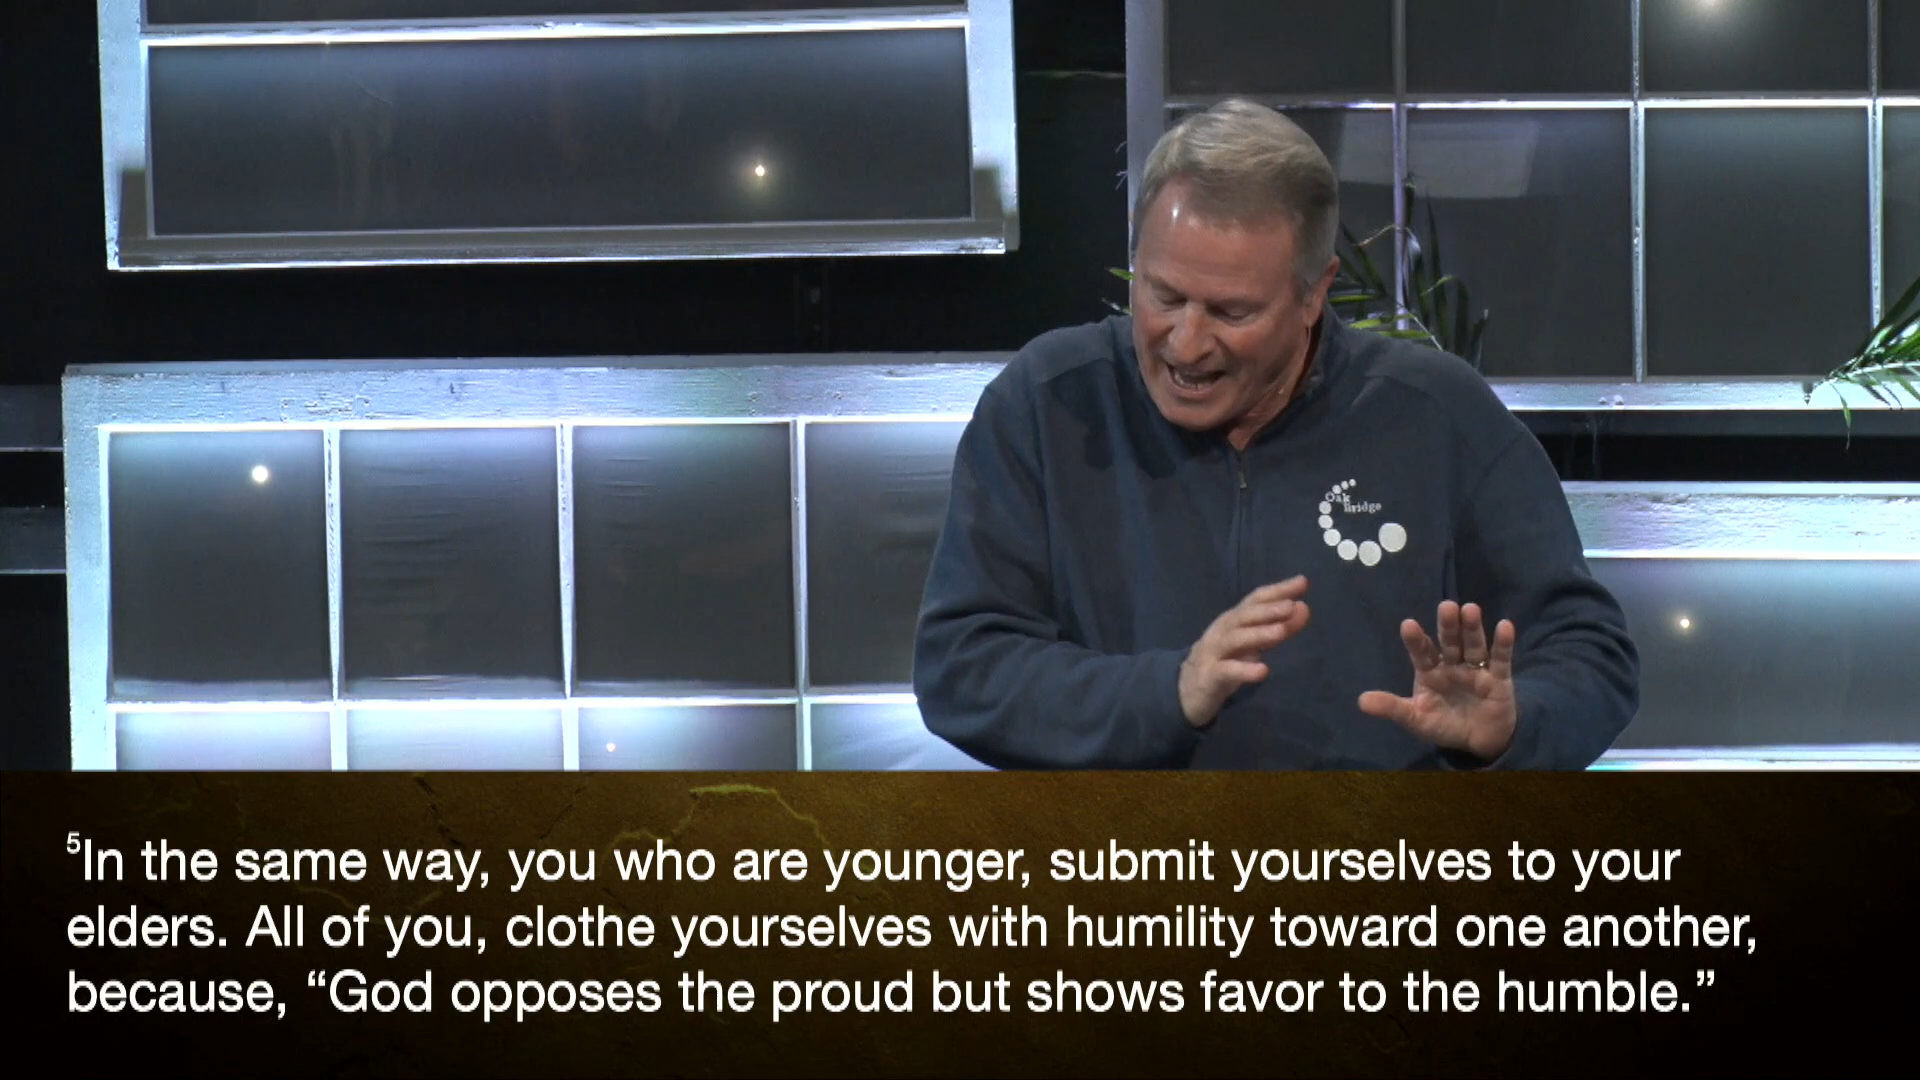 Oak
Bridge
⁵In the same way, you who are younger, submit yourselves to your
elders. All of you, clothe yourselves with humility toward one another,
because, “God opposes the proud but shows favor to the humble.”